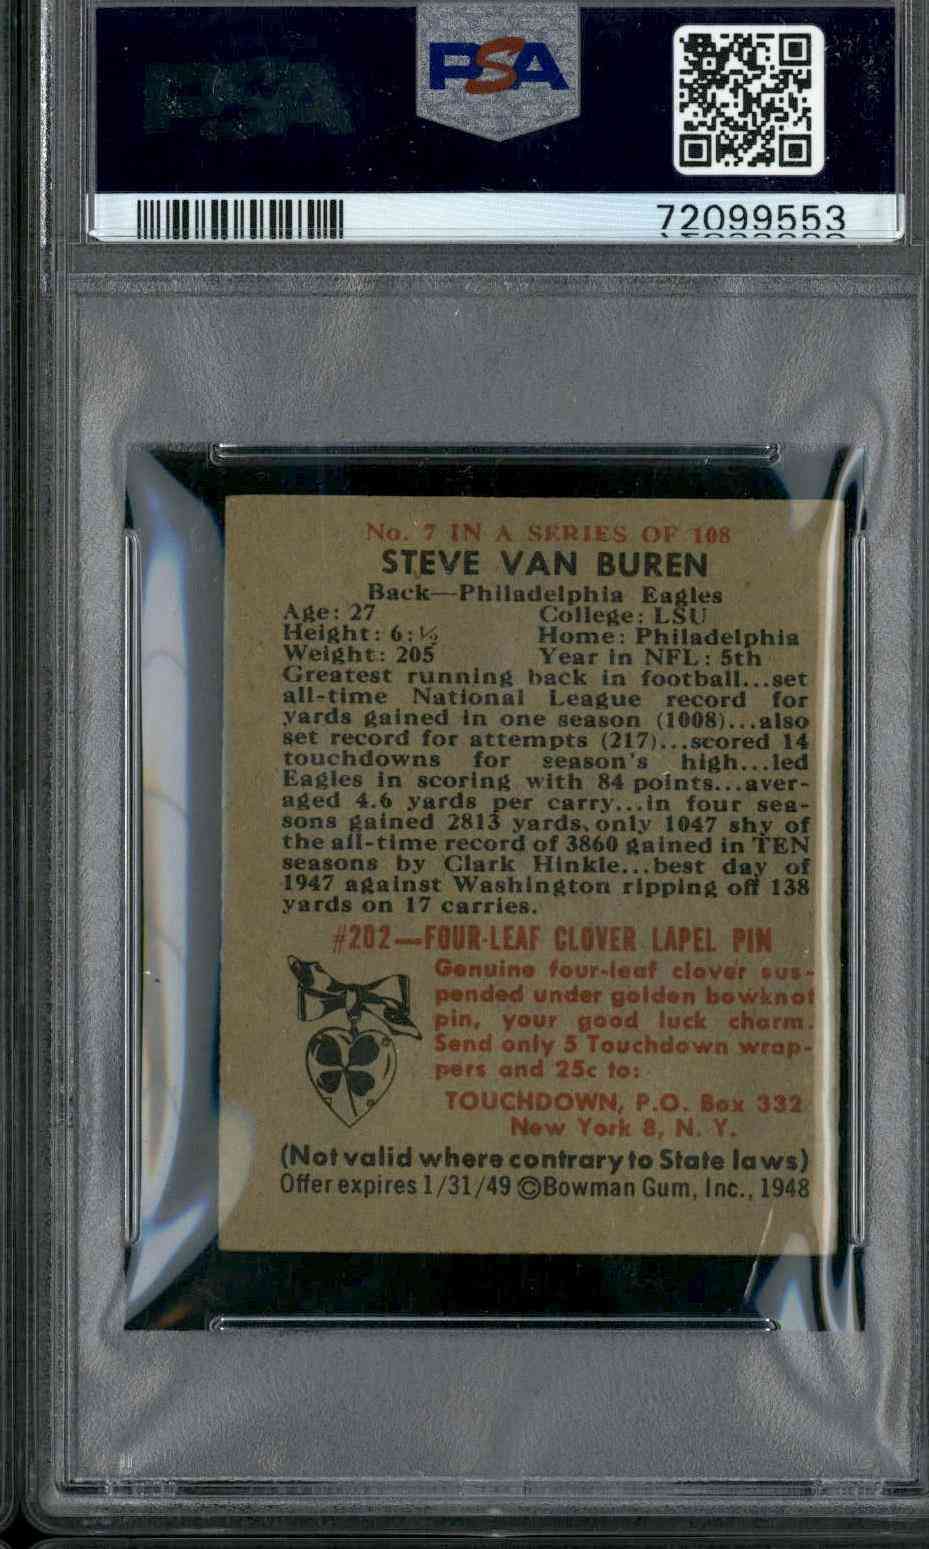 PSA
PSA
72099553
No. 7 IN A SERIES OF 108
STEVE VAN BUREN
Back—Philadelphia Eagles
Age: 27 College: LSU
Height: 6:½ Home: Philadelphia
Weight: 205 Year in NFL: 5th
Greatest running back in football...set
all-time National League record for
yards gained in one season (1008)...also
set record for attempts (217)...scored 14
touchdowns for season's high...led
Eagles in scoring with 84 points...aver-
aged 4.6 yards per carry...in four sea-
sons gained 2813 yards, only 1047 shy of
the all-time record of 3860 gained in TEN
seasons by Clark Hinkle...best day of
1947 against Washington ripping off 138
yards on 17 carries.
#202—FOUR-LEAF CLOVER LAPEL PIN
Genuine four-leaf clover sus-
pended under golden bowknot
pin, your good luck charm.
Send only 5 Touchdown wrap-
pers and 25c to:
TOUCHDOWN, P.O. Box 332
New York 8, N. Y.
(Not valid where contrary to State laws)
Offer expires 1/31/49 ©Bowman Gum, Inc., 1948